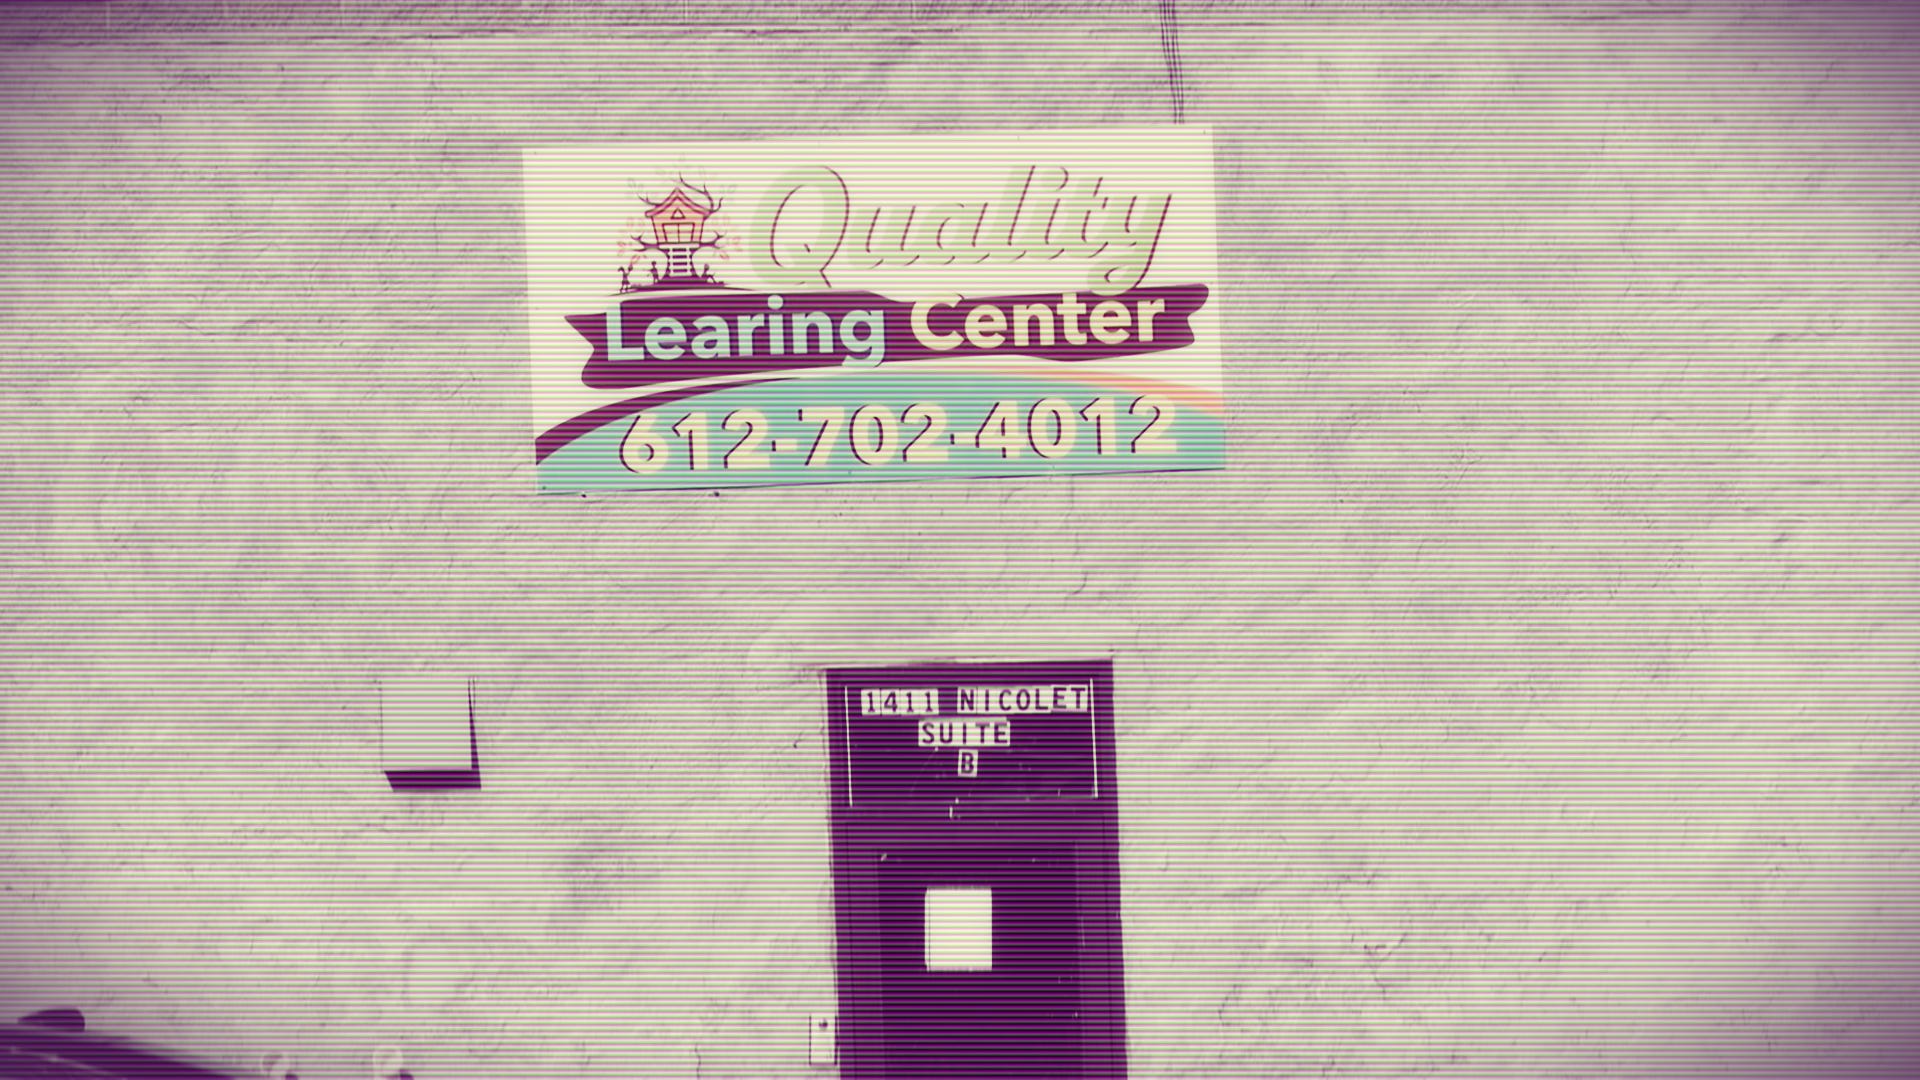 Quality
Learing Center
612-702-4012
1411 NICOLET
SUITE
B